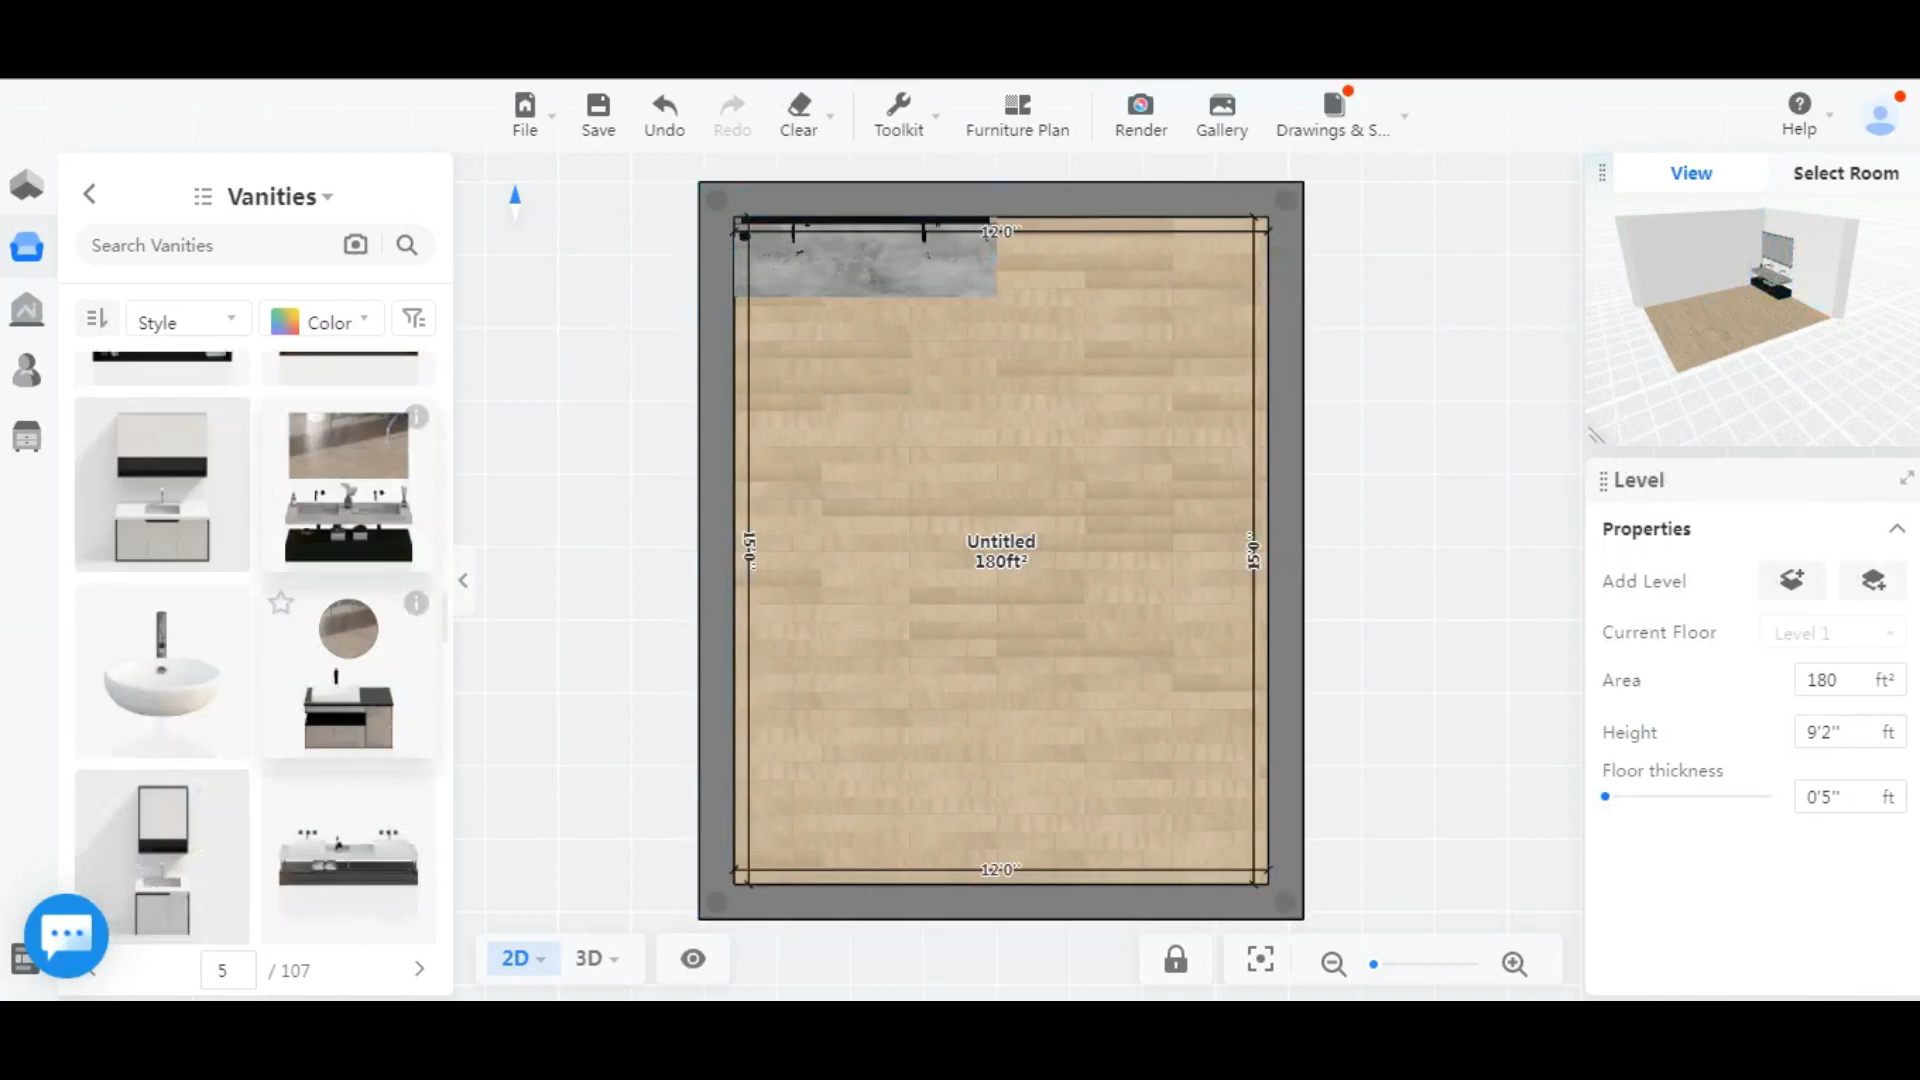 File
Save
Undo
Redo
Clear
Toolkit
Furniture Plan
Render
Gallery
Drawings & S...
Help
Vanities
Search Vanities
Style
Color
5 / 107
12'0"
15'0"
15'0"
Untitled
180ft²
12'0"
2D
3D
View
Select Room
Level
Properties
Add Level
Current Floor
Level 1
Area
180 ft²
Height
9'2" ft
Floor thickness
0'5" ft